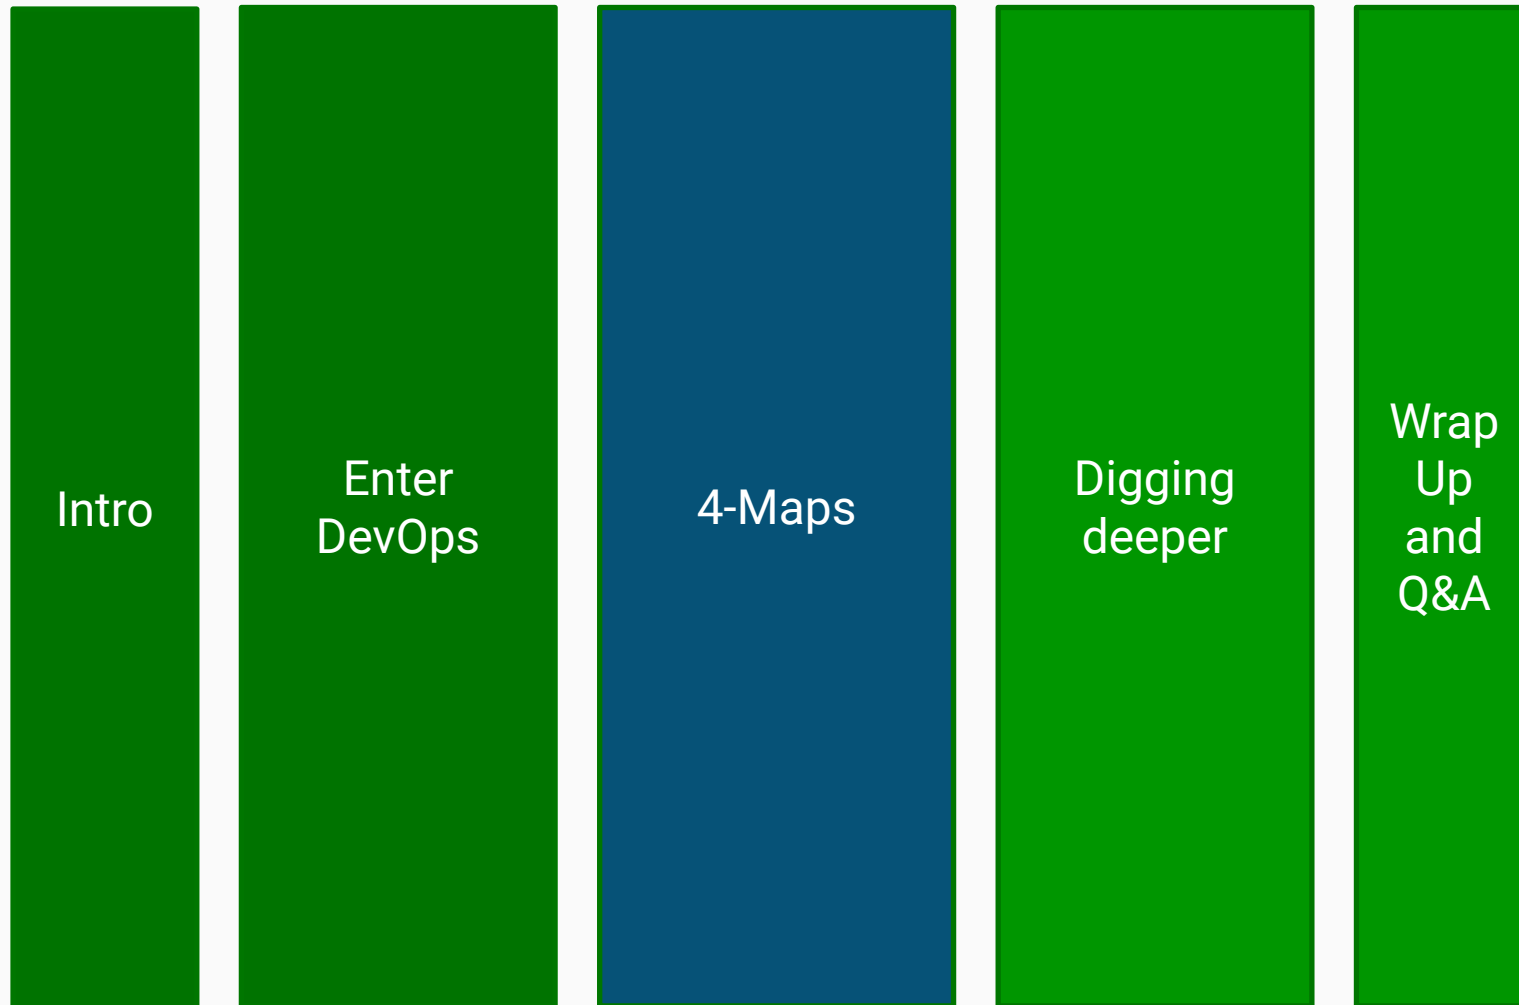 Intro
Enter
DevOps
4-Maps
Digging
deeper
Wrap
Up
and
Q&A